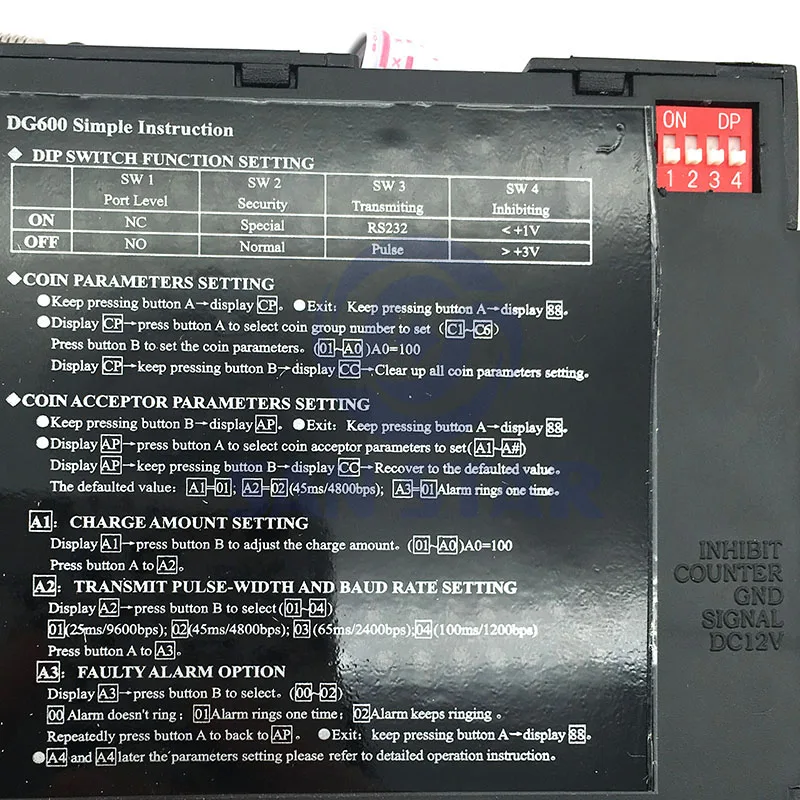 DG600 Simple Instruction
◆ DIP SWITCH FUNCTION SETTING
SW 1 SW 2 SW 3 SW 4
Port Level Security Transmiting Inhibiting
ON NC Special RS232 < +1V
OFF NO Normal Pulse > +3V
◆COIN PARAMETERS SETTING
●Keep pressing button A→display CP. ●Exit: Keep pressing button A→display 88.
●Display CP→press button A to select coin group number to set (C1~C6)
Press button B to set the coin parameters. (01~A0)A0=100
Display CP→keep pressing button B→display CC→Clear up all coin parameters setting.
◆COIN ACCEPTOR PARAMETERS SETTING
●Keep pressing button B→display AP. ●Exit: Keep pressing button A→display 88.
●Display AP→press button A to select coin acceptor parameters to set(A1~A#)
Display AP→keep pressing button B→display CC→Recover to the defaulted value。
The defaulted value: A1=01; A2=02(45ms/4800bps); A3=01Alarm rings one time。
A1: CHARGE AMOUNT SETTING
Display A1→press button B to adjust the charge amount. (01~A0)A0=100
Press button A to A2.
A2: TRANSMIT PULSE-WIDTH AND BAUD RATE SETTING
Display A2→press button B to select(01~04)
01(25ms/9600bps); 02(45ms/4800bps); 03(65ms/2400bps);04(100ms/1200bps)
Press button A to A3.
A3: FAULTY ALARM OPTION
Display A3→press button B to select. (00~02)
00 Alarm doesn't ring; 01Alarm rings one time; 02Alarm keeps ringing 。
Repeatedly press button A to back to AP. ●Exit: keep pressing button A→display 88.
●A4 and A4later the parameters setting please refer to detailed operation instruction.
ON DP
1 2 3 4
INHIBIT
COUNTER
GND
SIGNAL
DC12V